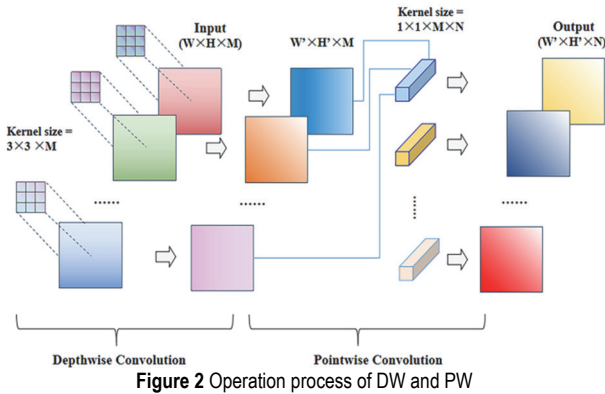 Input
(W×H×M)
W'×H'×M
Kernel size =
1×1×M×N
Output
(W'×H'×N)
Kernel size =
3×3 ×M
......
......
......
......
Depthwise Convolution
Pointwise Convolution
Figure 2 Operation process of DW and PW